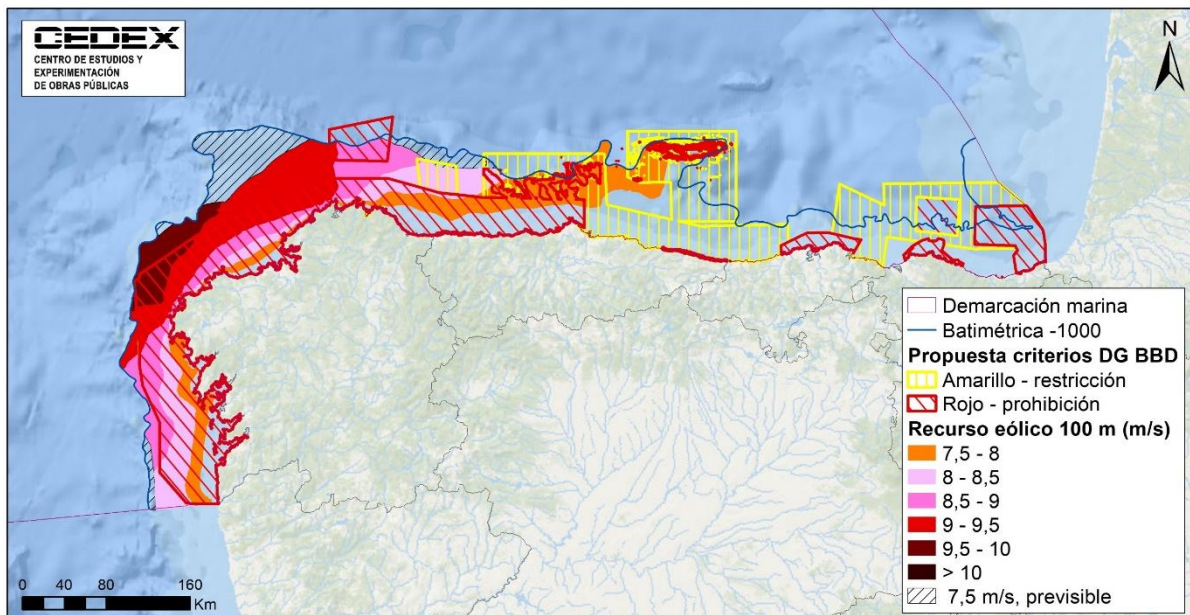 CEDEX
CENTRO DE ESTUDIOS Y
EXPERIMENTACIÓN
DE OBRAS PÚBLICAS
N
Demarcación marina
Batimétrica -1000
Propuesta criterios DG BBD
Amarillo - restricción
Rojo - prohibición
Recurso eólico 100 m (m/s)
7,5 - 8
8 - 8,5
8,5 - 9
9 - 9,5
9,5 - 10
> 10
7,5 m/s, previsible
0 40 80 160
Km